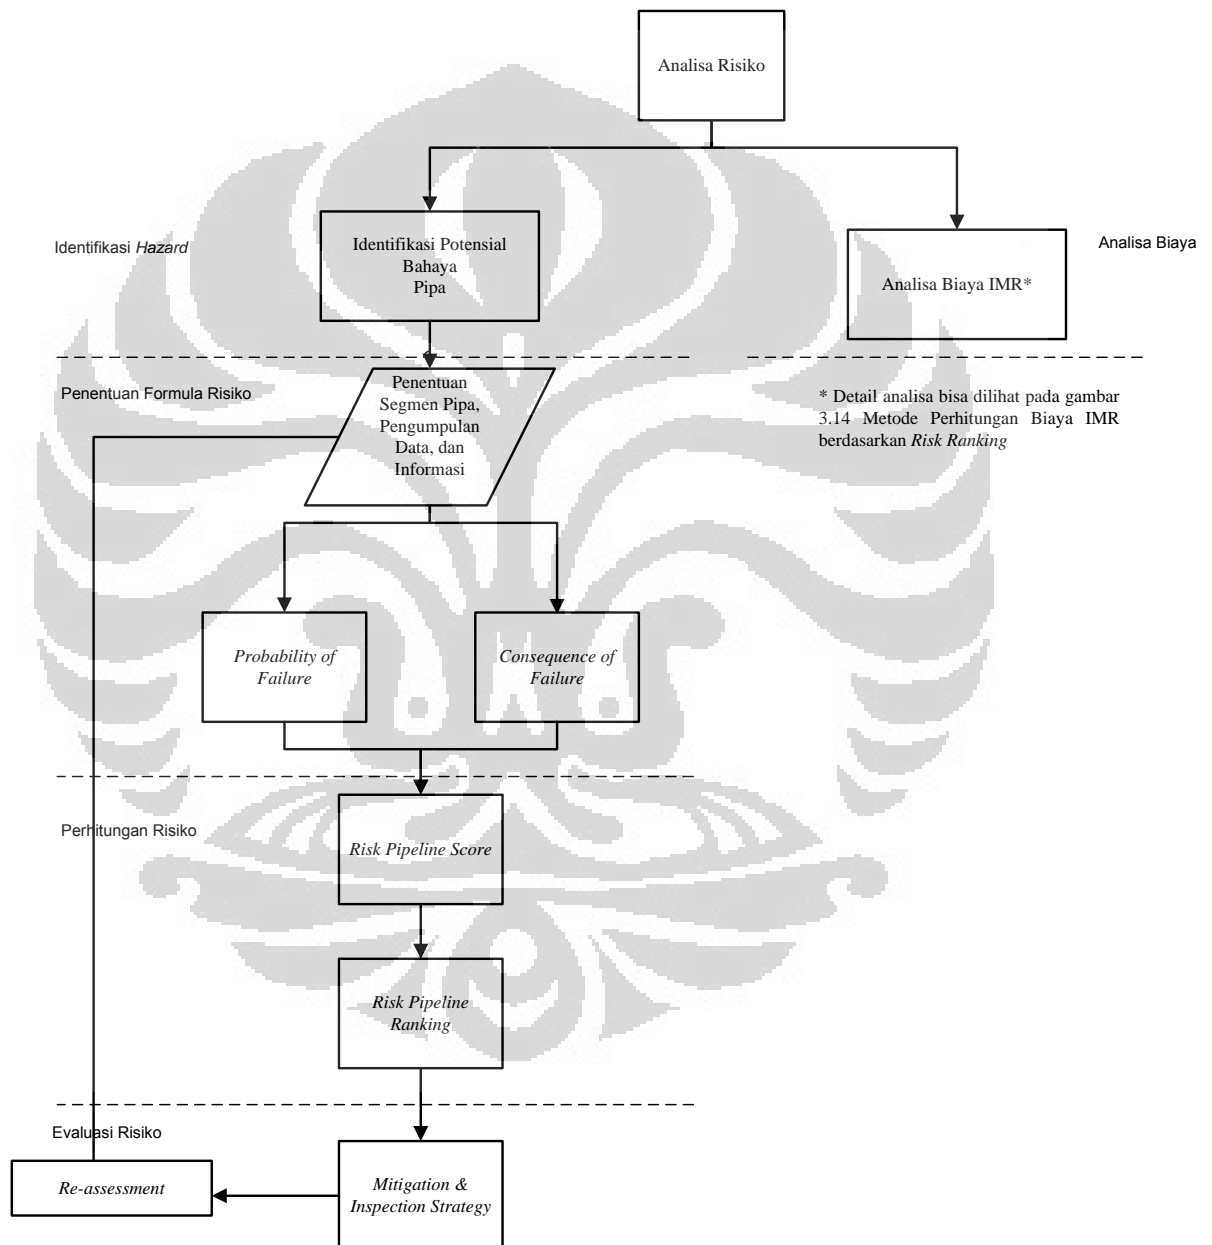 Analisa Risiko
Identifikasi Hazard
Identifikasi Potensial
Bahaya
Pipa
Analisa Biaya IMR*
Analisa Biaya
Penentuan Formula Risiko
Penentuan
Segmen Pipa,
Pengumpulan
Data, dan
Informasi
* Detail analisa bisa dilihat pada gambar
3.14 Metode Perhitungan Biaya IMR
berdasarkan Risk Ranking
Probability of
Failure
Consequence of
Failure
Perhitungan Risiko
Risk Pipeline Score
Risk Pipeline
Ranking
Evaluasi Risiko
Re-assessment
Mitigation &
Inspection Strategy